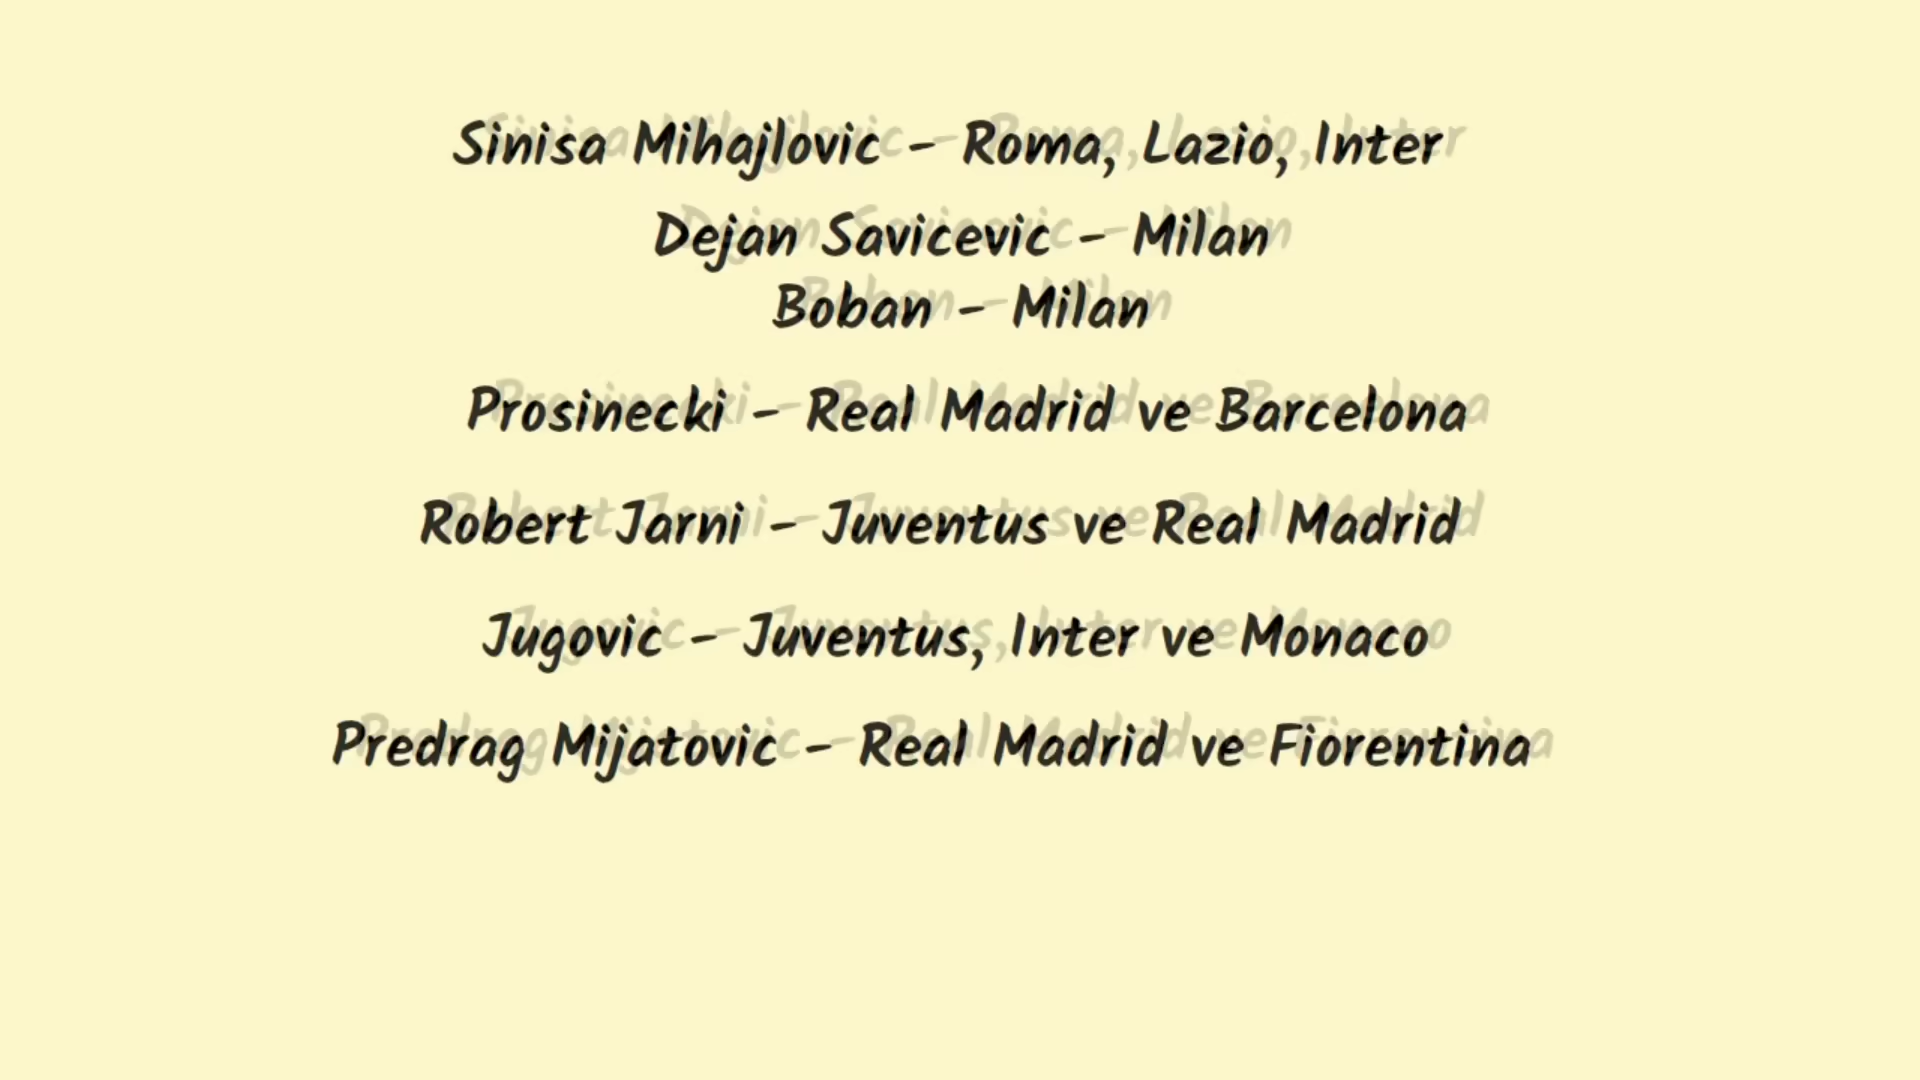 Sinisa Mihajlovic - Roma, Lazio, Inter
Dejan Savicevic - Milan
Boban - Milan
Prosinecki - Real Madrid ve Barcelona
Robert Jarni - Juventus ve Real Madrid
Jugovic - Juventus, Inter ve Monaco
Predrag Mijatovic - Real Madrid ve Fiorentina